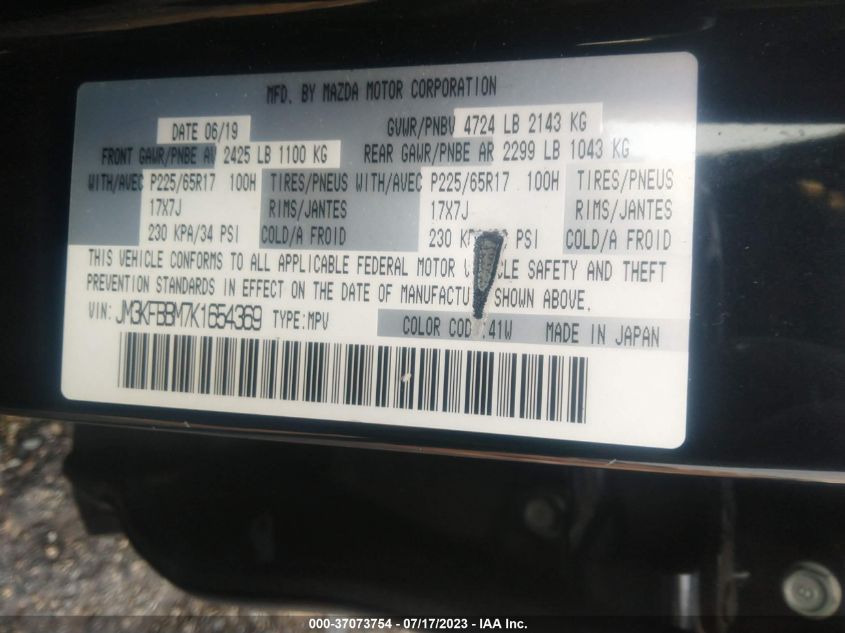 MFD. BY MAZDA MOTOR CORPORATION
DATE 06/19 GVWR/PNBV 4724 LB 2143 KG
FRONT GAWR/PNBE AV 2425 LB 1100 KG REAR GAWR/PNBE AR 2299 LB 1043 KG
WITH/AVEC P225/65R17 100H TIRES/PNEUS WITH/AVEC P225/65R17 100H TIRES/PNEUS
17X7J RIMS/JANTES 17X7J RIMS/JANTES
230 KPA/34 PSI COLD/A FROID 230 PSI COLD/A FROID
THIS VEHICLE CONFORMS TO ALL APPLICABLE FEDERAL MOTOR SAFETY AND THEFT
PREVENTION STANDARDS IN EFFECT ON THE DATE OF MANUFACTU SHOWN ABOVE.
VIN: JM3KFBBM7K1654369 TYPE:MPV COLOR COD :41W MADE IN JAPAN
000-37073754 - 07/17/2023 - IAA Inc.